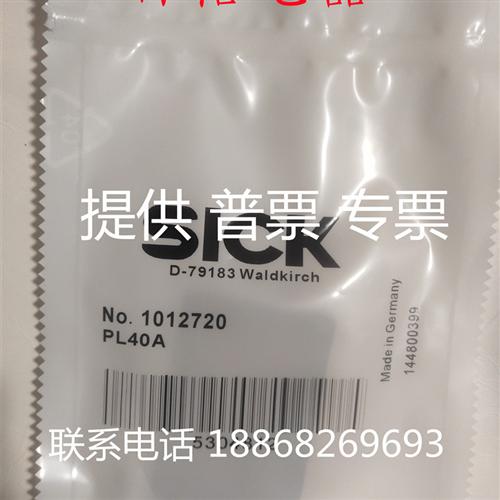 提供 普票 专票
SICK
D-79183 Waldkirch
No. 1012720
PL40A
Made in Germany
144800399
联系电话 18868269693
04